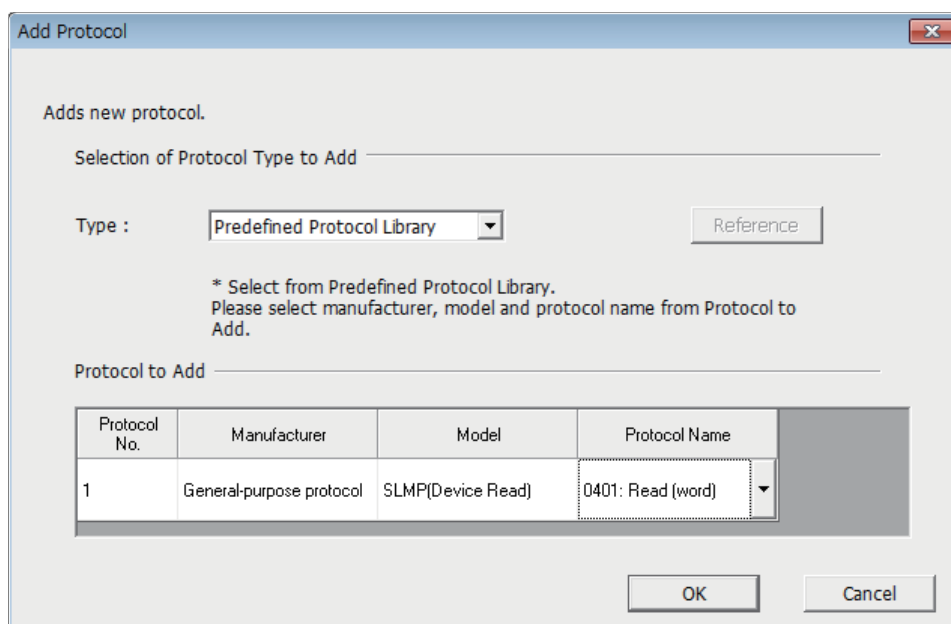 Add Protocol
Adds new protocol.
Selection of Protocol Type to Add
Type :
Predefined Protocol Library
Reference
* Select from Predefined Protocol Library.
Please select manufacturer, model and protocol name from Protocol to
Add.
Protocol to Add
Protocol
No.
Manufacturer
Model
Protocol Name
1
General-purpose protocol
SLMP(Device Read)
0401: Read (word)
OK
Cancel